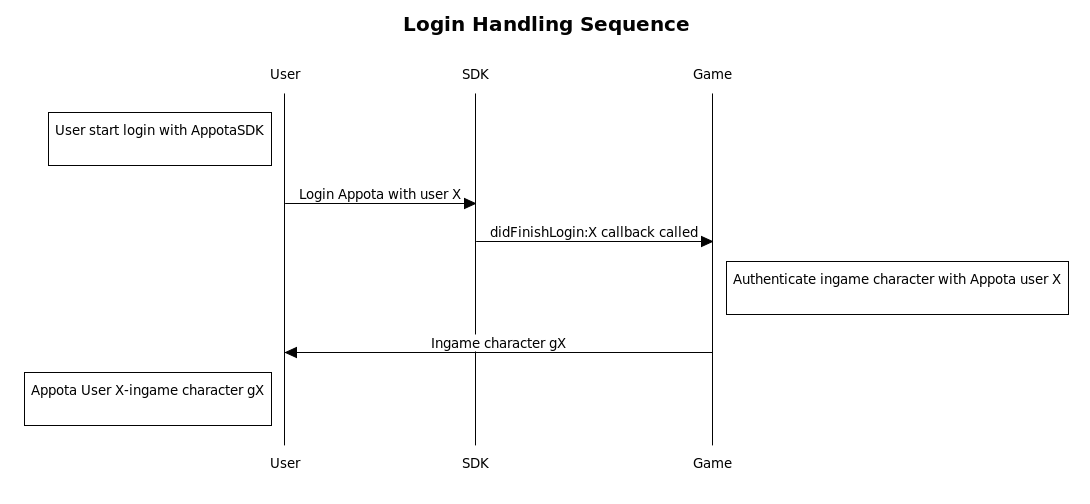 Login Handling Sequence
User
SDK
Game
User start login with AppotaSDK
Login Appota with user X
didFinishLogin:X callback called
Authenticate ingame character with Appota user X
Ingame character gX
Appota User X-ingame character gX
User
SDK
Game